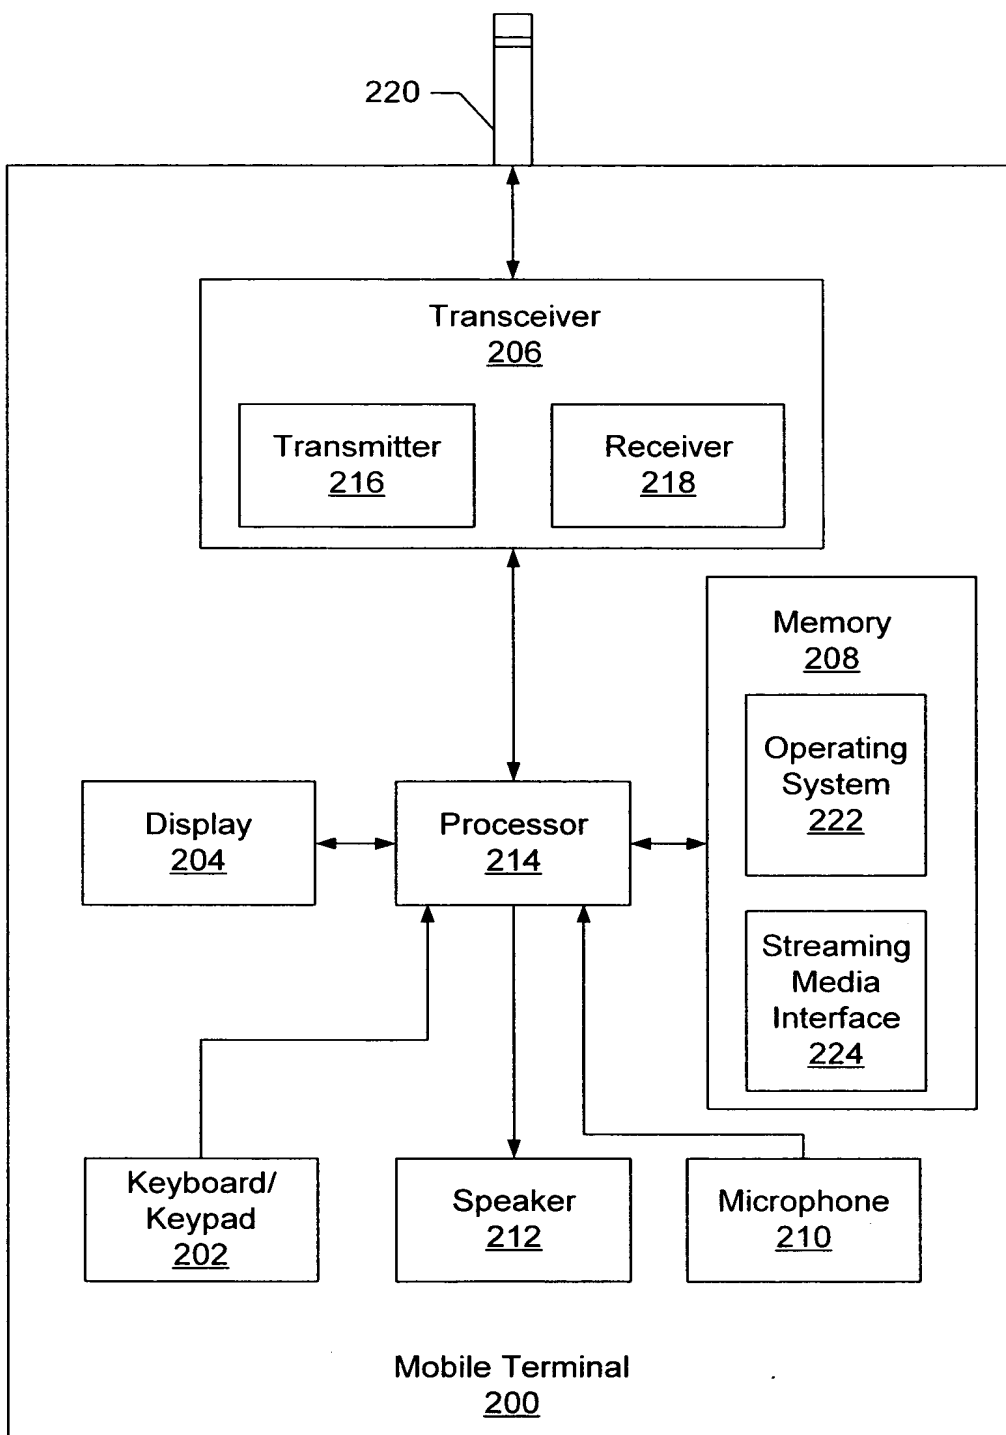 220
Transceiver
206
Transmitter
216
Receiver
218
Memory
208
Operating
System
222
Display
204
Processor
214
Streaming
Media
Interface
224
Keyboard/
Keypad
202
Speaker
212
Microphone
210
Mobile Terminal
200